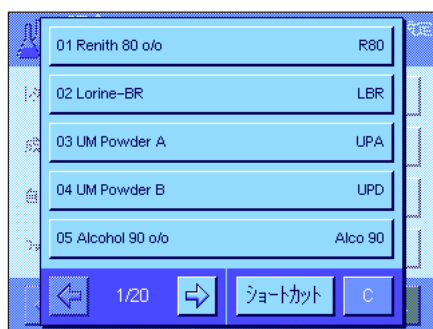 01 Renith 80 o/o R80
02 Lorine-BR LBR
03 UM Powder A UPA
04 UM Powder B UPD
05 Alcohol 90 o/o Alco 90
1/20 ショートカット C